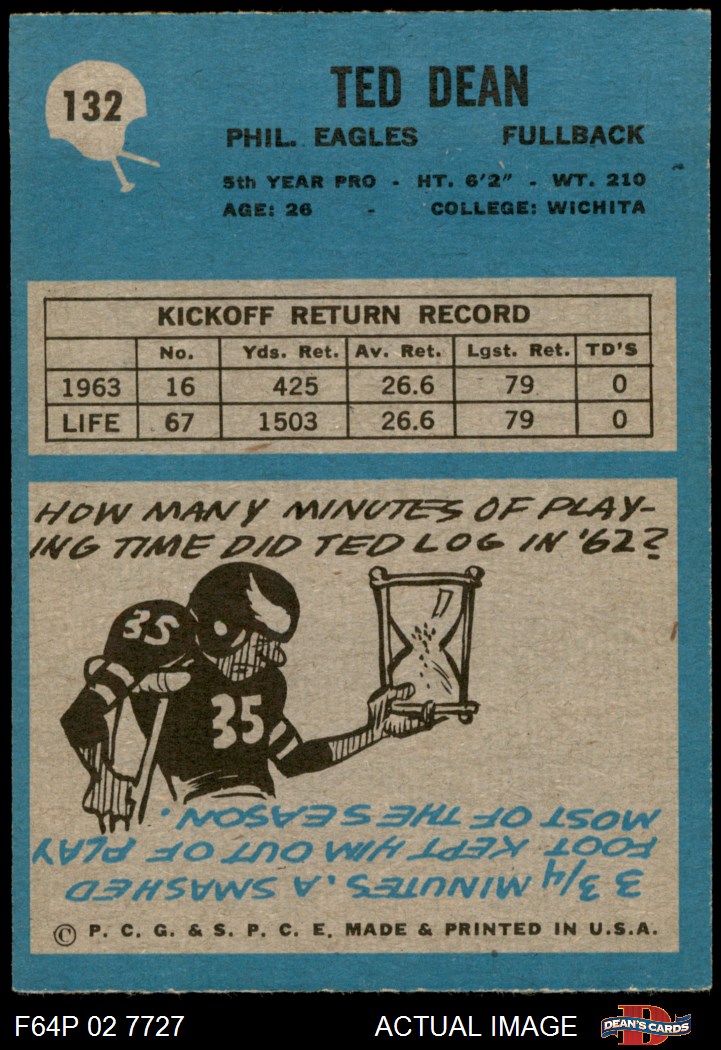 132
TED DEAN
PHIL. EAGLES FULLBACK
5th YEAR PRO - HT. 6'2" - WT. 210
AGE: 26 - COLLEGE: WICHITA
KICKOFF RETURN RECORD
No. Yds. Ret. Av. Ret. Lgst. Ret. TD'S
1963 16 425 26.6 79 0
LIFE 67 1503 26.6 79 0
HOW MANY MINUTES OF PLAY-
ING TIME DID TED LOG IN '62?
35
35
3 3/4 MINUTES. A SMASHED
FOOT KEPT HIM OUT OF PLAY
MOST OF THE SEASON.
© P. C. G. & S. P. C. E. MADE & PRINTED IN U.S.A.
F64P 02 7727 ACTUAL IMAGE
D
DEAN'S CARDS